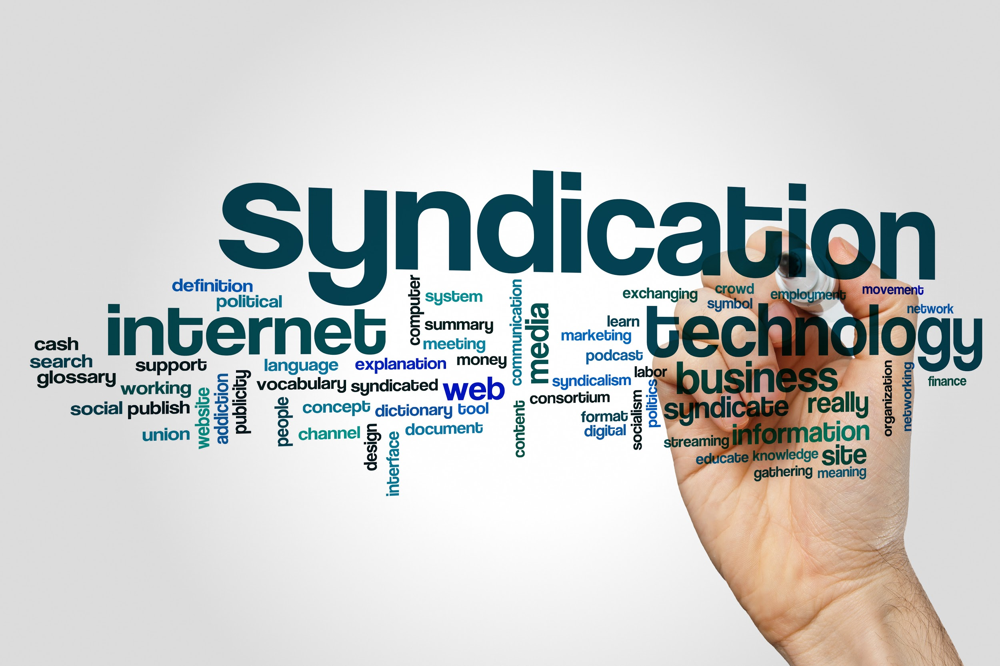 syndication
definition
political
internet
computer
system
summary
meeting
communication
media
exchanging
crowd
symbol
employment
movement
network
learn
marketing
podcast
technology
cash
search
glossary
support
working
social
publish
union
website
addiction
publicity
language
explanation
money
vocabulary
syndicated
web
people
concept
dictionary
tool
channel
design
interface
document
content
syndicalism
labor
consortium
format
digital
socialism
politics
business
syndicate
really
organization
networking
finance
streaming
information
educate
knowledge
site
gathering
meaning